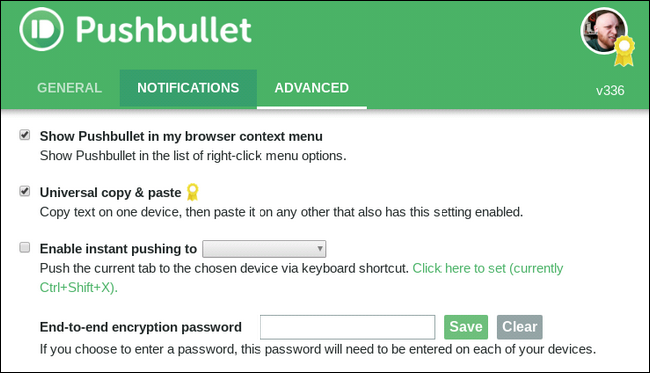 Pushbullet
GENERAL NOTIFICATIONS ADVANCED v336
Show Pushbullet in my browser context menu
Show Pushbullet in the list of right-click menu options.
Universal copy & paste
Copy text on one device, then paste it on any other that also has this setting enabled.
Enable instant pushing to
Push the current tab to the chosen device via keyboard shortcut. Click here to set (currently
Ctrl+Shift+X).
End-to-end encryption password Save Clear
If you choose to enter a password, this password will need to be entered on each of your devices.